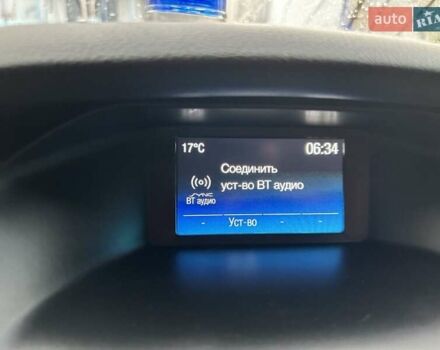 auto RIA
17°C 06:34
Соединить
уст-во BT аудио
SYNC
BT аудио
- Уст-во - -